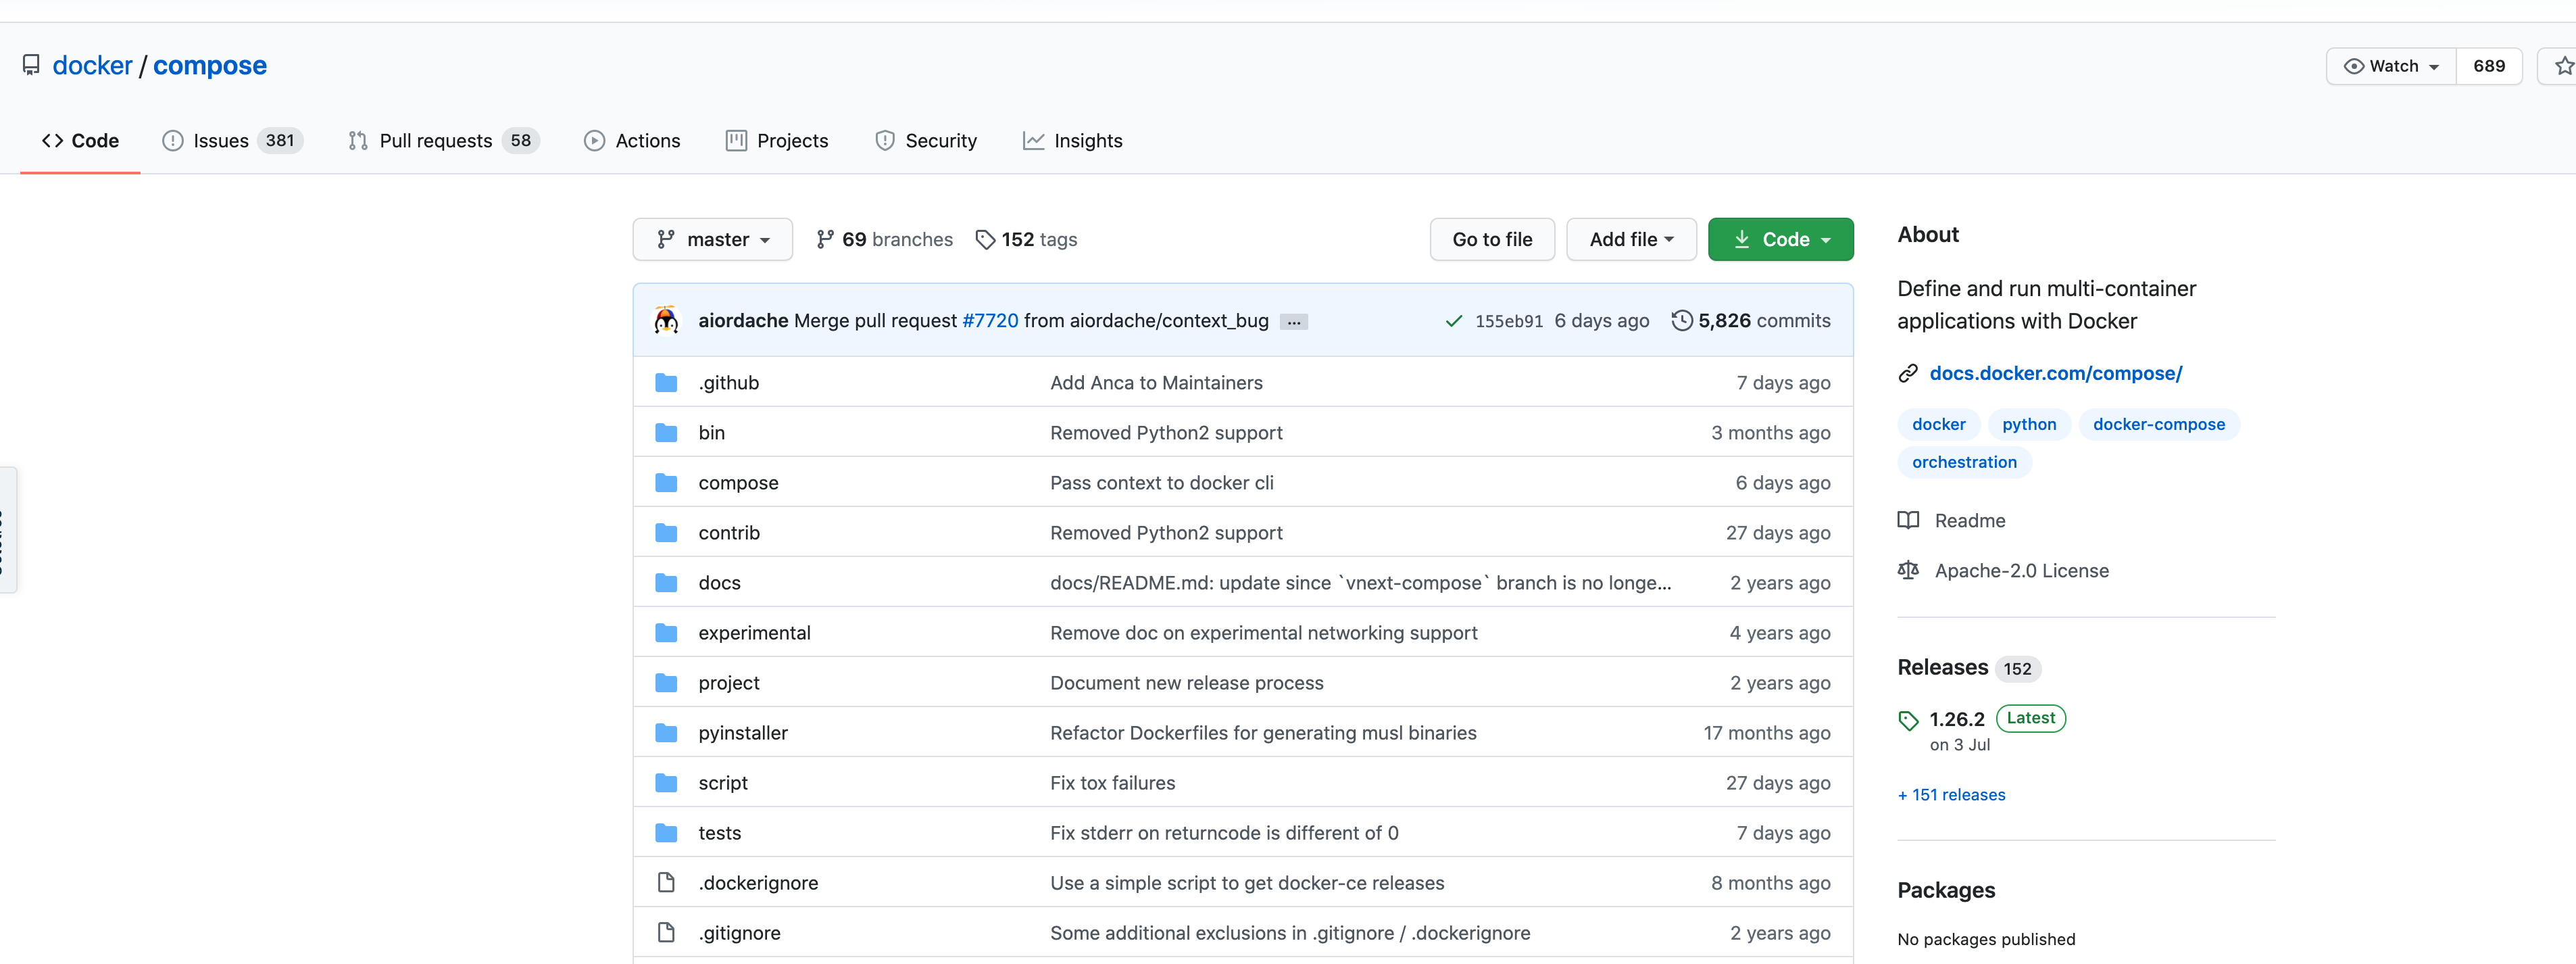 docker / compose
Watch 689
Code Issues 381 Pull requests 58 Actions Projects Security Insights
master 69 branches 152 tags Go to file Add file Code
aiordache Merge pull request #7720 from aiordache/context_bug ... 155eb91 6 days ago 5,826 commits
.github Add Anca to Maintainers 7 days ago
bin Removed Python2 support 3 months ago
compose Pass context to docker cli 6 days ago
contrib Removed Python2 support 27 days ago
docs docs/README.md: update since `vnext-compose` branch is no longe... 2 years ago
experimental Remove doc on experimental networking support 4 years ago
project Document new release process 2 years ago
pyinstaller Refactor Dockerfiles for generating musl binaries 17 months ago
script Fix tox failures 27 days ago
tests Fix stderr on returncode is different of 0 7 days ago
.dockerignore Use a simple script to get docker-ce releases 8 months ago
.gitignore Some additional exclusions in .gitignore / .dockerignore 2 years ago
About
Define and run multi-container
applications with Docker
docs.docker.com/compose/
docker python docker-compose
orchestration
Readme
Apache-2.0 License
Releases 152
1.26.2 Latest
on 3 Jul
+ 151 releases
Packages
No packages published